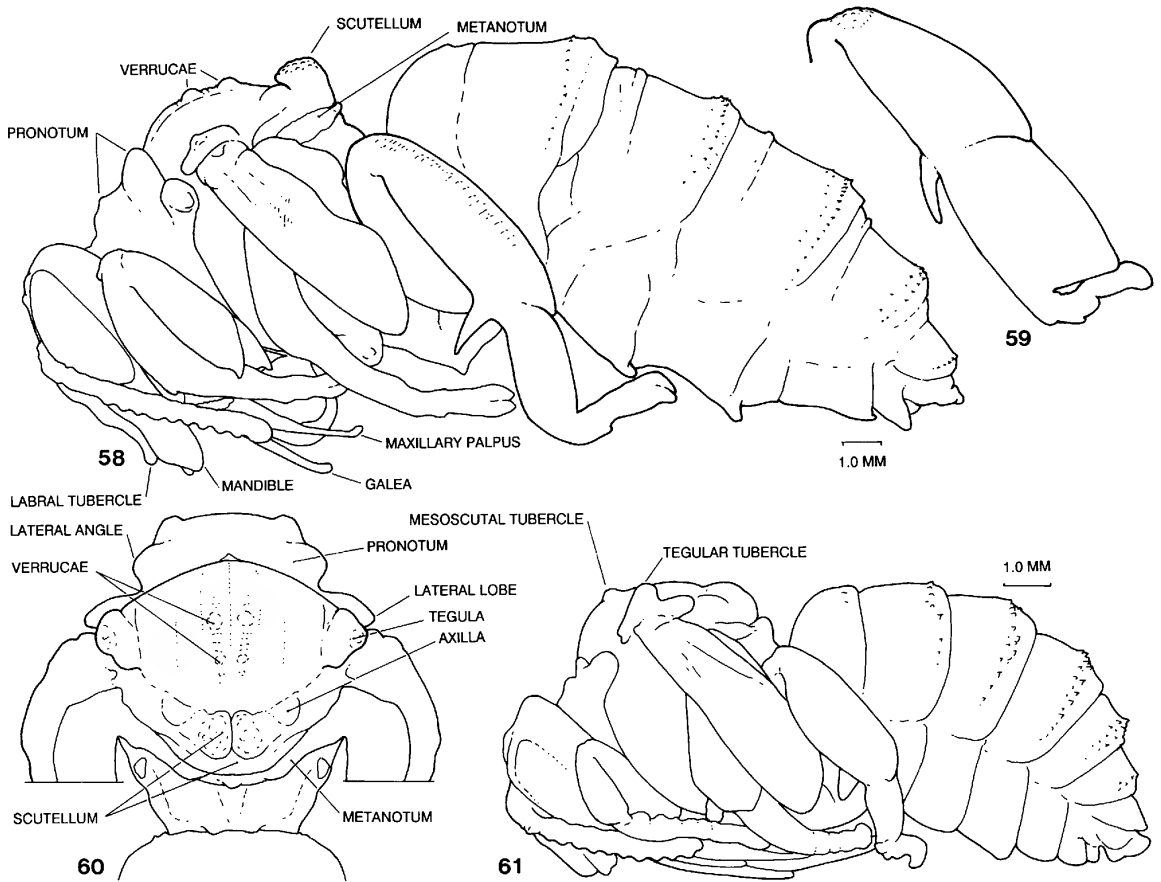 SCUTELLUM
METANOTUM
VERRUCAE
PRONOTUM
59
MAXILLARY PALPUS
58
1.0 MM
MANDIBLE
GALEA
LABRAL TUBERCLE
LATERAL ANGLE
MESOSCUTAL TUBERCLE
PRONOTUM
TEGULAR TUBERCLE
VERRUCAE
1.0 MM
LATERAL LOBE
TEGULA
AXILLA
SCUTELLUM
METANOTUM
60
61